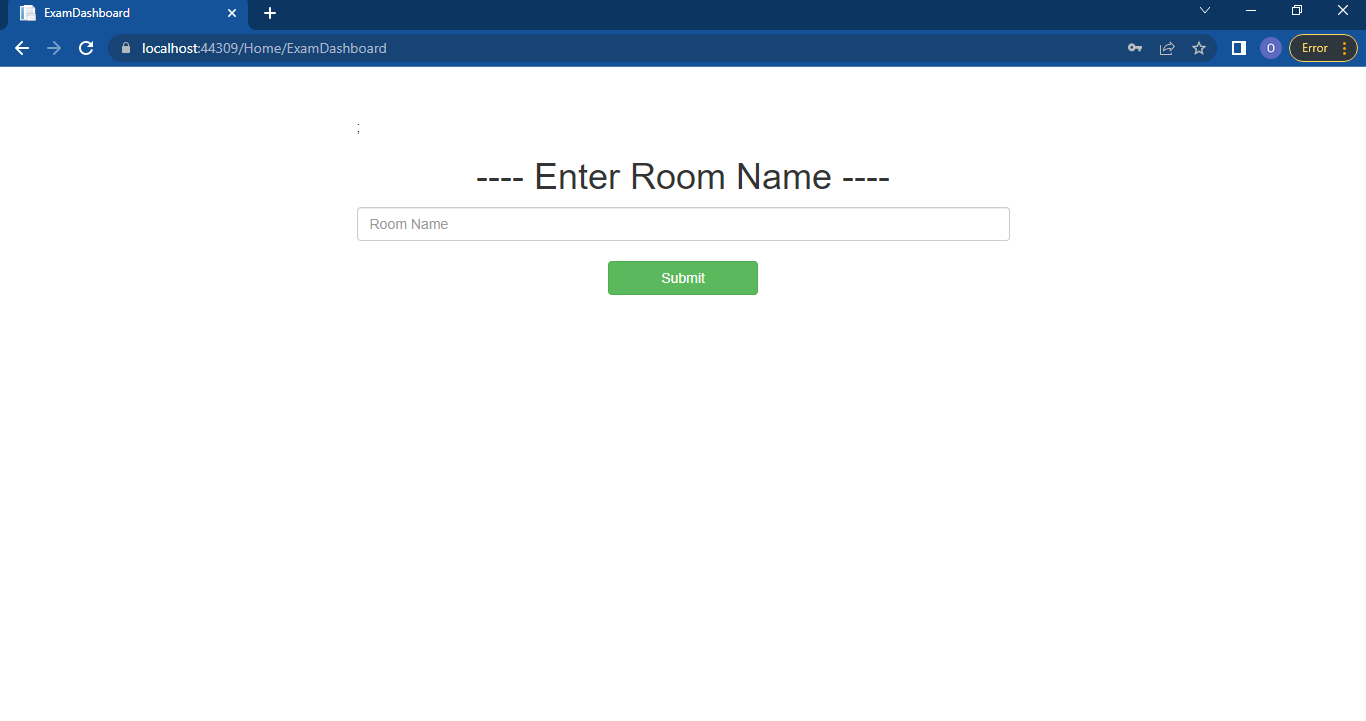 ExamDashboard
localhost:44309/Home/ExamDashboard
O
Error
;
---- Enter Room Name ----
Room Name
Submit